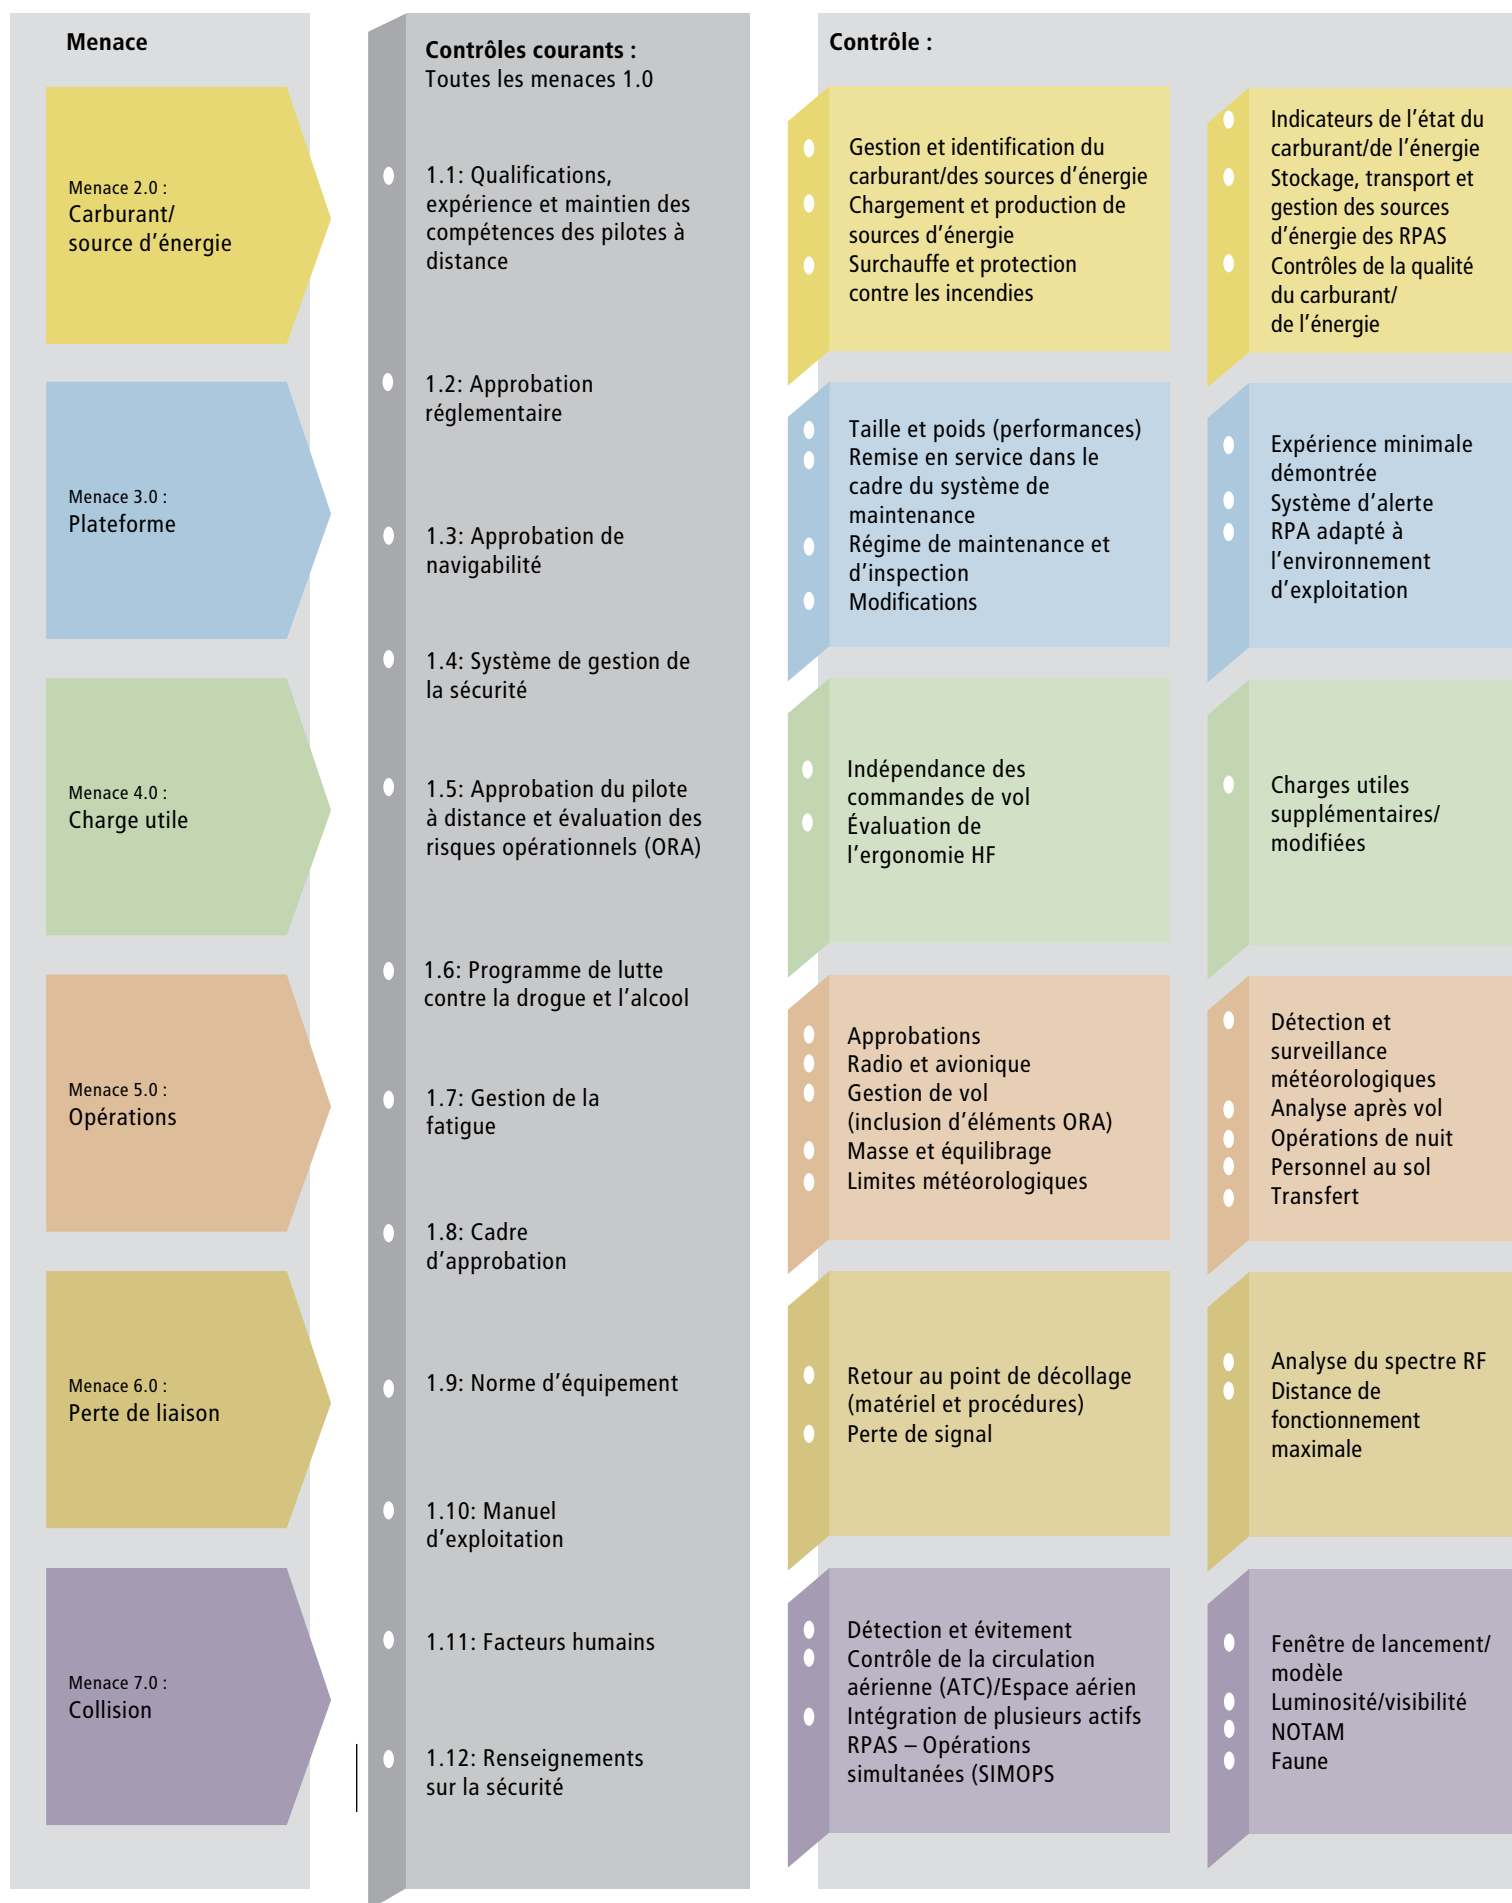 Menace
Menace 2.0 :
Carburant/
source d’énergie
Menace 3.0 :
Plateforme
Menace 4.0 :
Charge utile
Menace 5.0 :
Opérations
Menace 6.0 :
Perte de liaison
Menace 7.0 :
Collision
Contrôles courants :
Toutes les menaces 1.0
1.1: Qualifications,
expérience et maintien des
compétences des pilotes à
distance
1.2: Approbation
réglementaire
1.3: Approbation de
navigabilité
1.4: Système de gestion de
la sécurité
1.5: Approbation du pilote
à distance et évaluation des
risques opérationnels (ORA)
1.6: Programme de lutte
contre la drogue et l’alcool
1.7: Gestion de la
fatigue
1.8: Cadre
d’approbation
1.9: Norme d’équipement
1.10: Manuel
d’exploitation
1.11: Facteurs humains
1.12: Renseignements
sur la sécurité
Contrôle :
Gestion et identification du
carburant/des sources d’énergie
Chargement et production de
sources d’énergie
Surchauffe et protection
contre les incendies
Indicateurs de l’état du
carburant/de l’énergie
Stockage, transport et
gestion des sources
d’énergie des RPAS
Contrôles de la qualité
du carburant/
de l’énergie
Taille et poids (performances)
Remise en service dans le
cadre du système de
maintenance
Régime de maintenance et
d’inspection
Modifications
Expérience minimale
démontrée
Système d’alerte
RPA adapté à
l’environnement
d’exploitation
Indépendance des
commandes de vol
Évaluation de
l’ergonomie HF
Charges utiles
supplémentaires/
modifiées
Approbations
Radio et avionique
Gestion de vol
(inclusion d’éléments ORA)
Masse et équilibrage
Limites météorologiques
Détection et
surveillance
météorologiques
Analyse après vol
Opérations de nuit
Personnel au sol
Transfert
Retour au point de décollage
(matériel et procédures)
Perte de signal
Analyse du spectre RF
Distance de
fonctionnement
maximale
Détection et évitement
Contrôle de la circulation
aérienne (ATC)/Espace aérien
Intégration de plusieurs actifs
RPAS – Opérations
simultanées (SIMOPS
Fenêtre de lancement/
modèle
Luminosité/visibilité
NOTAM
Faune